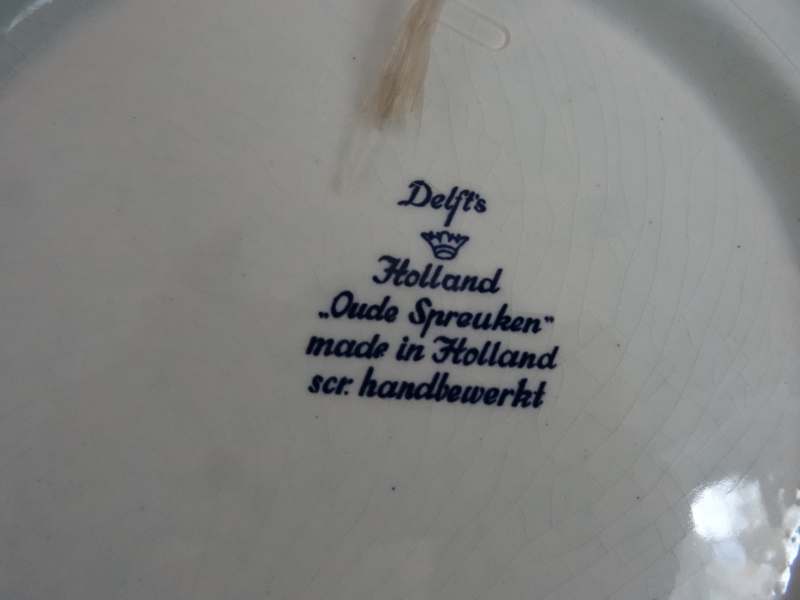 Delft's
Holland
„Oude Spreuken"
made in Holland
scr. handbewerkt